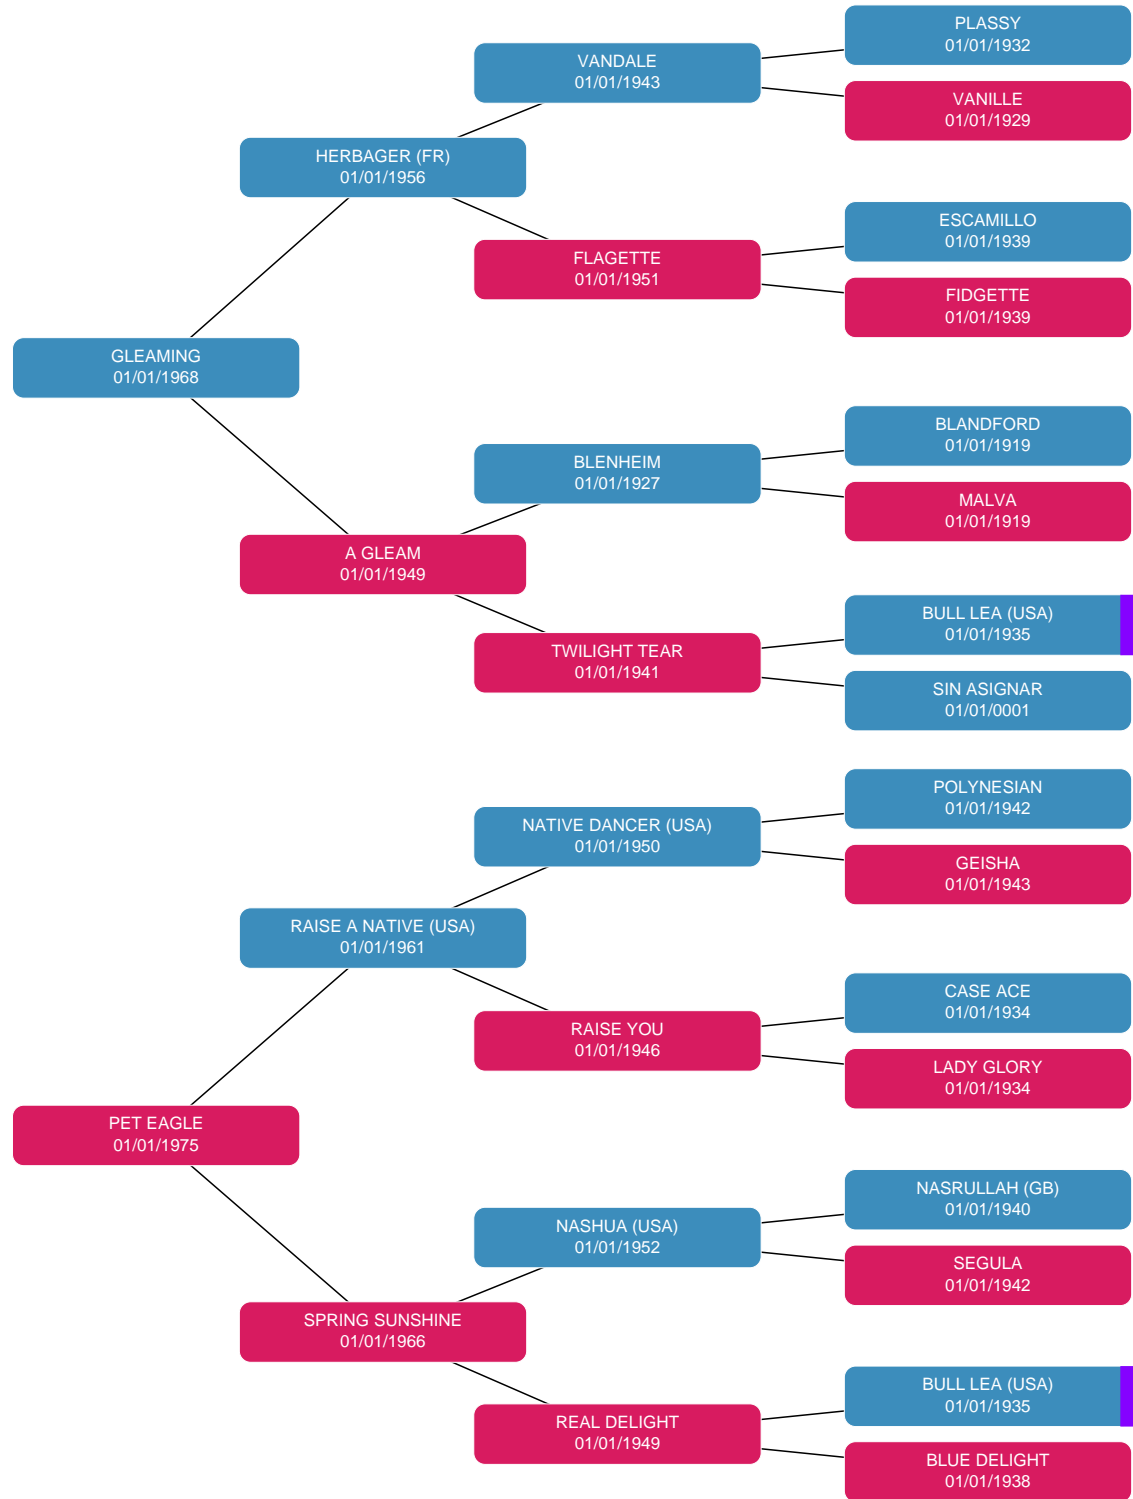 PLASSY
01/01/1932
VANDALE
01/01/1943
VANILLE
01/01/1929
HERBAGER (FR)
01/01/1956
ESCAMILLO
01/01/1939
FLAGETTE
01/01/1951
FIDGETTE
01/01/1939
GLEAMING
01/01/1968
BLANDFORD
01/01/1919
BLENHEIM
01/01/1927
MALVA
01/01/1919
A GLEAM
01/01/1949
BULL LEA (USA)
01/01/1935
TWILIGHT TEAR
01/01/1941
SIN ASIGNAR
01/01/0001
POLYNESIAN
01/01/1942
NATIVE DANCER (USA)
01/01/1950
GEISHA
01/01/1943
RAISE A NATIVE (USA)
01/01/1961
CASE ACE
01/01/1934
RAISE YOU
01/01/1946
LADY GLORY
01/01/1934
PET EAGLE
01/01/1975
NASRULLAH (GB)
01/01/1940
NASHUA (USA)
01/01/1952
SEGULA
01/01/1942
SPRING SUNSHINE
01/01/1966
BULL LEA (USA)
01/01/1935
REAL DELIGHT
01/01/1949
BLUE DELIGHT
01/01/1938